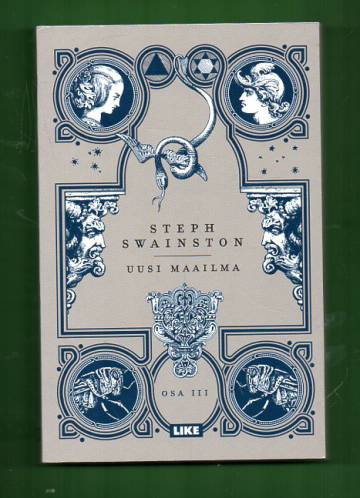 STEPH
SWAINSTON
UUSI MAAILMA
OSA III
LIKE